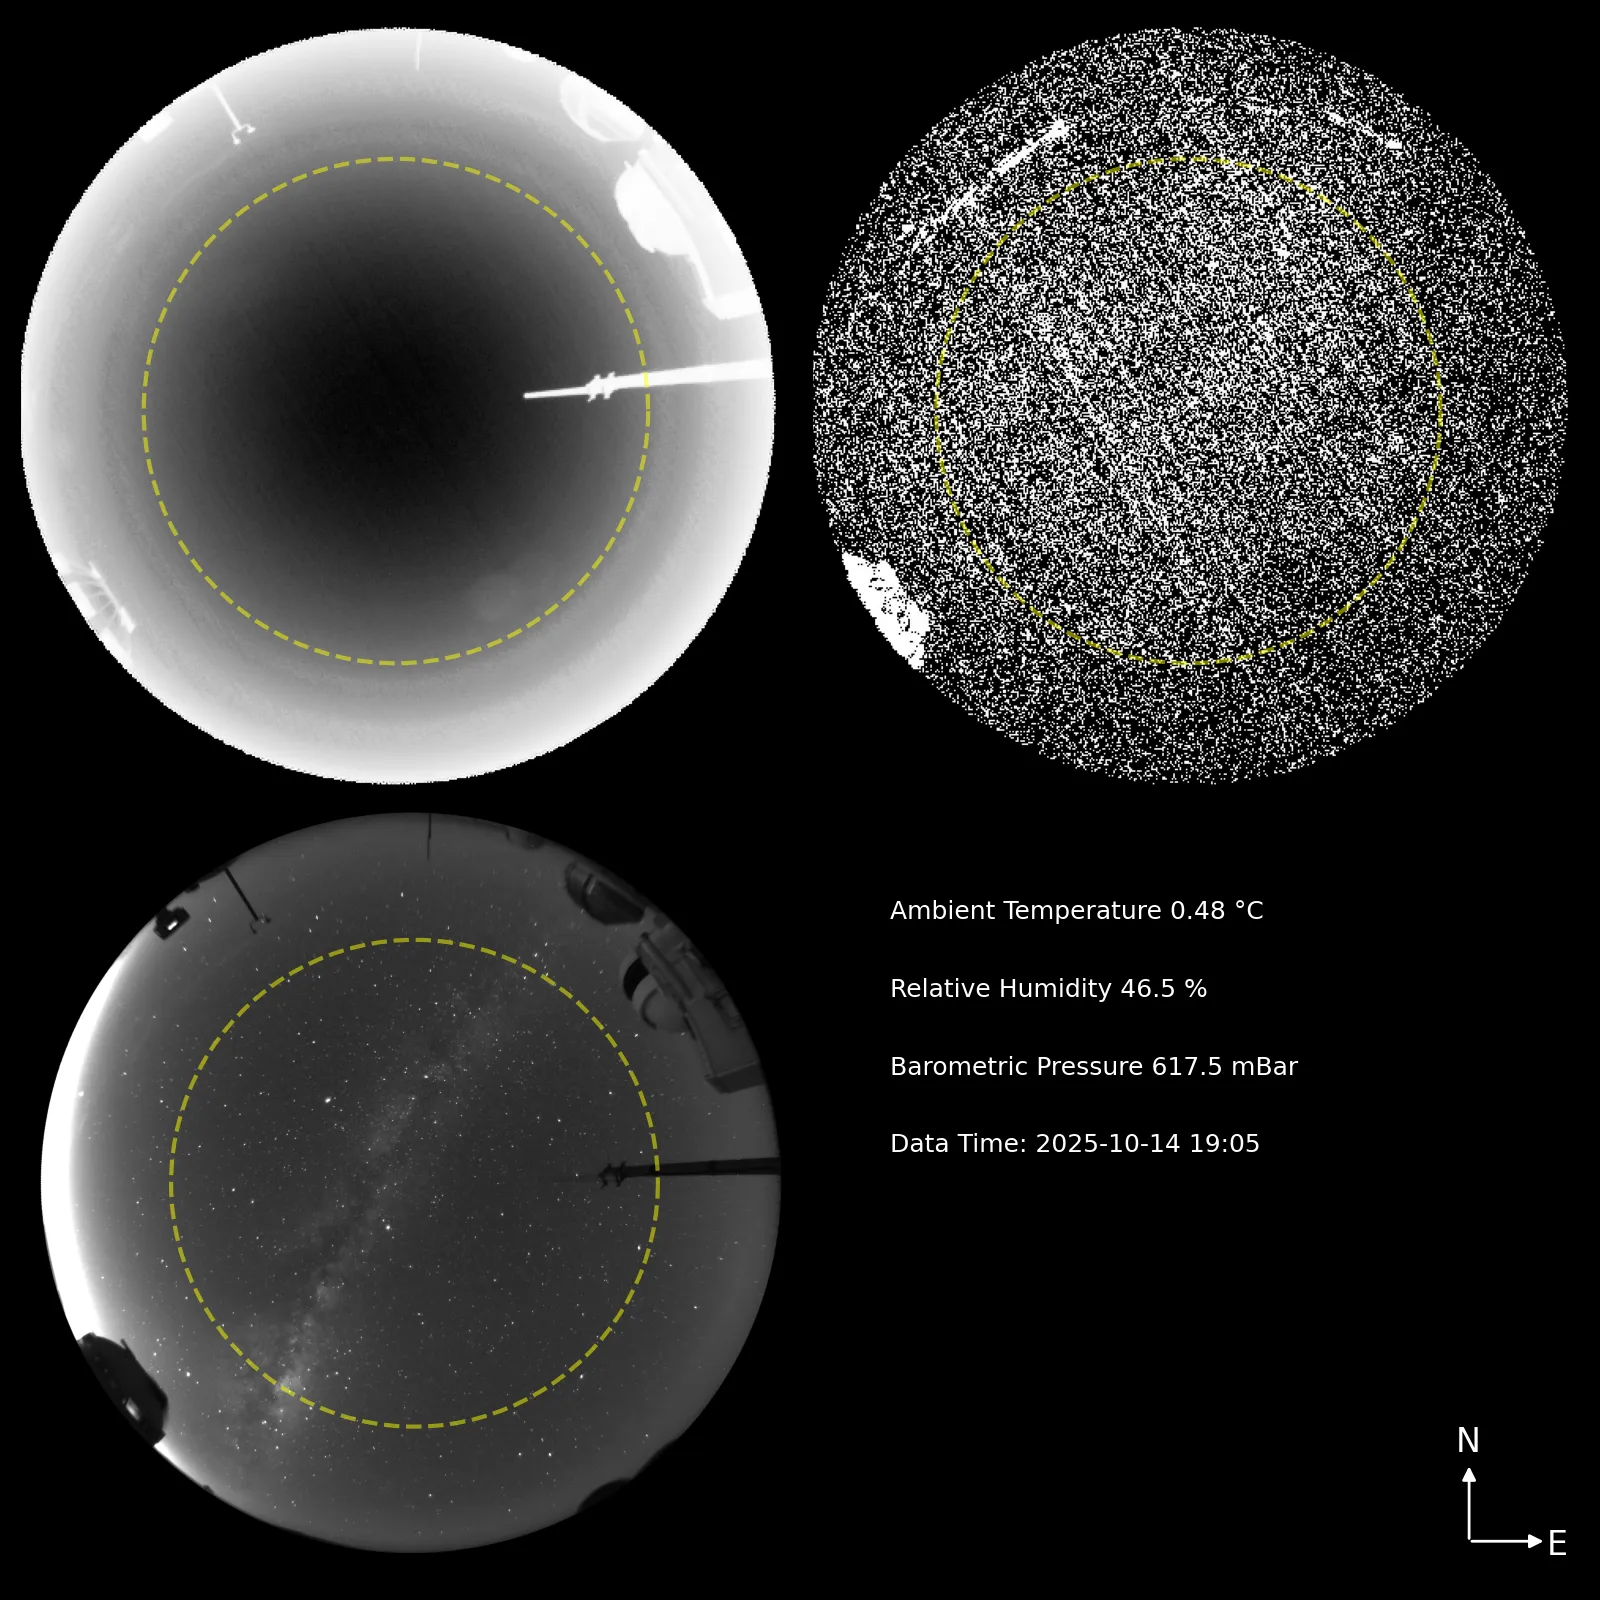 Ambient Temperature 0.48 °C
Relative Humidity 46.5 %
Barometric Pressure 617.5 mBar
Data Time: 2025-10-14 19:05
N
E